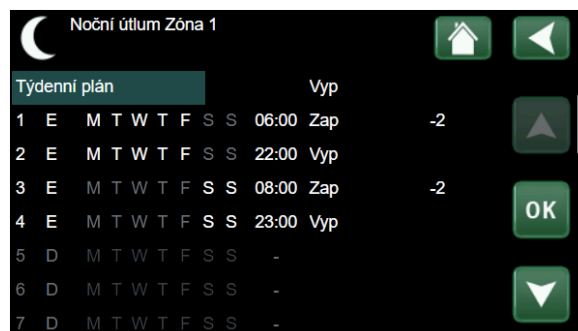 Noční útlum Zóna 1
Týdenní plán Vyp
1 E M T W T F S S 06:00 Zap -2
2 E M T W T F S S 22:00 Vyp
3 E M T W T F S S 08:00 Zap -2
4 E M T W T F S S 23:00 Vyp
OK
5 D M T W T F S S -
6 D M T W T F S S -
7 D M T W T F S S -